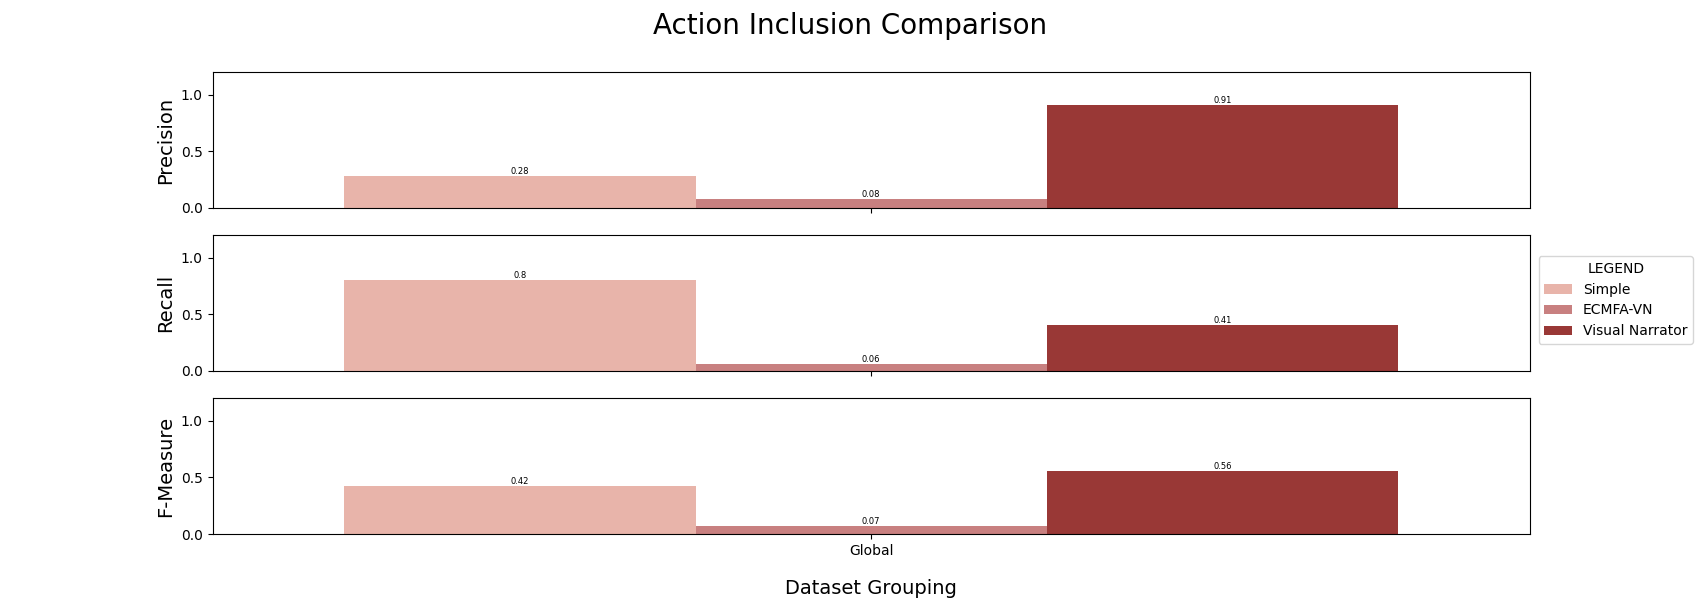 Action Inclusion Comparison
Precision
1.0
0.5
0.0
0.28
0.08
0.91
Recall
1.0
0.5
0.0
0.8
0.06
0.41
LEGEND
Simple
ECMFA-VN
Visual Narrator
F-Measure
1.0
0.5
0.0
0.42
0.07
0.56
Global
Dataset Grouping